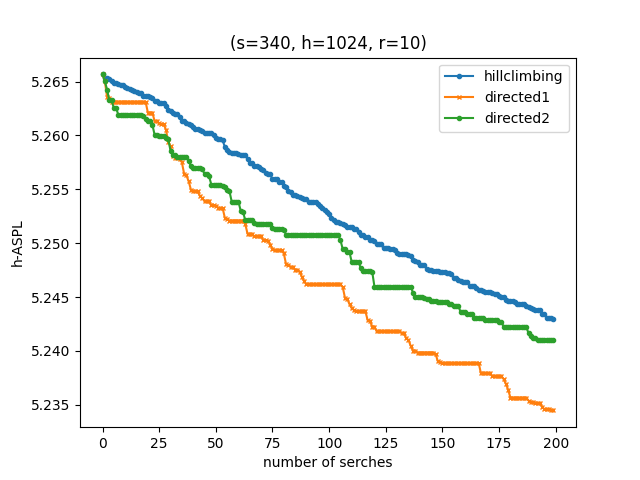 (s=340, h=1024, r=10)
hillclimbing
directed1
directed2
h-ASPL
5.265
5.260
5.255
5.250
5.245
5.240
5.235
0 25 50 75 100 125 150 175 200
number of serches